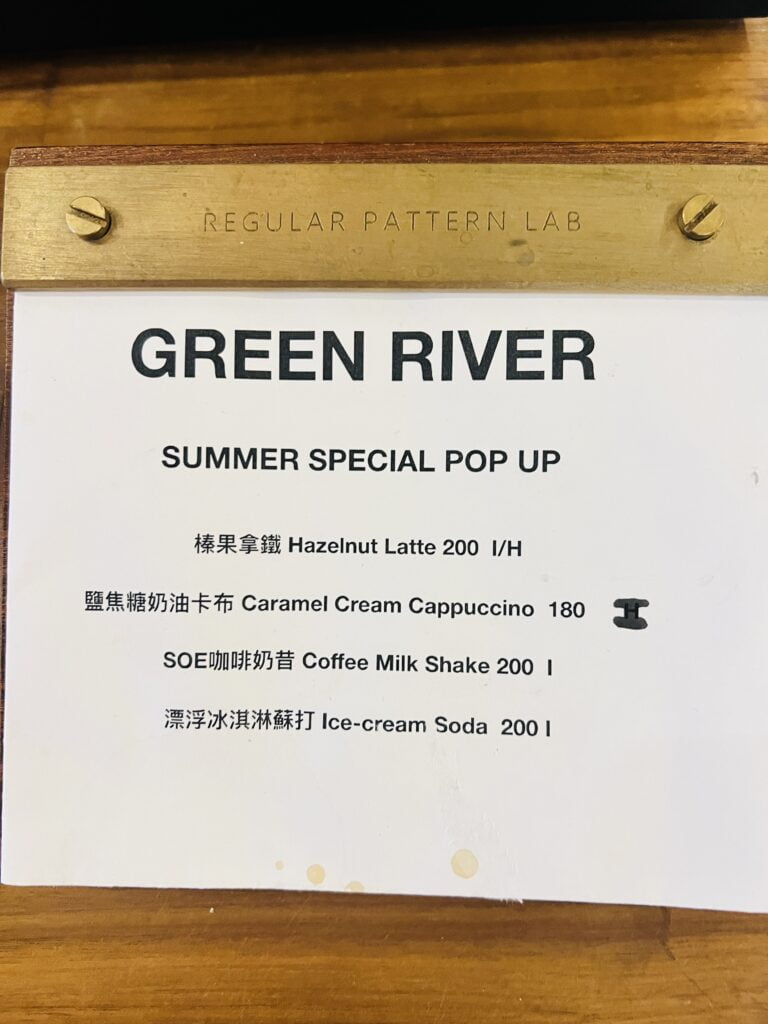 REGULAR PATTERN LAB
GREEN RIVER
SUMMER SPECIAL POP UP
榛果拿鐵 Hazelnut Latte 200 I/H
鹽焦糖奶油卡布 Caramel Cream Cappuccino 180 H
SOE咖啡奶昔 Coffee Milk Shake 200 I
漂浮冰淇淋蘇打 Ice-cream Soda 200 I